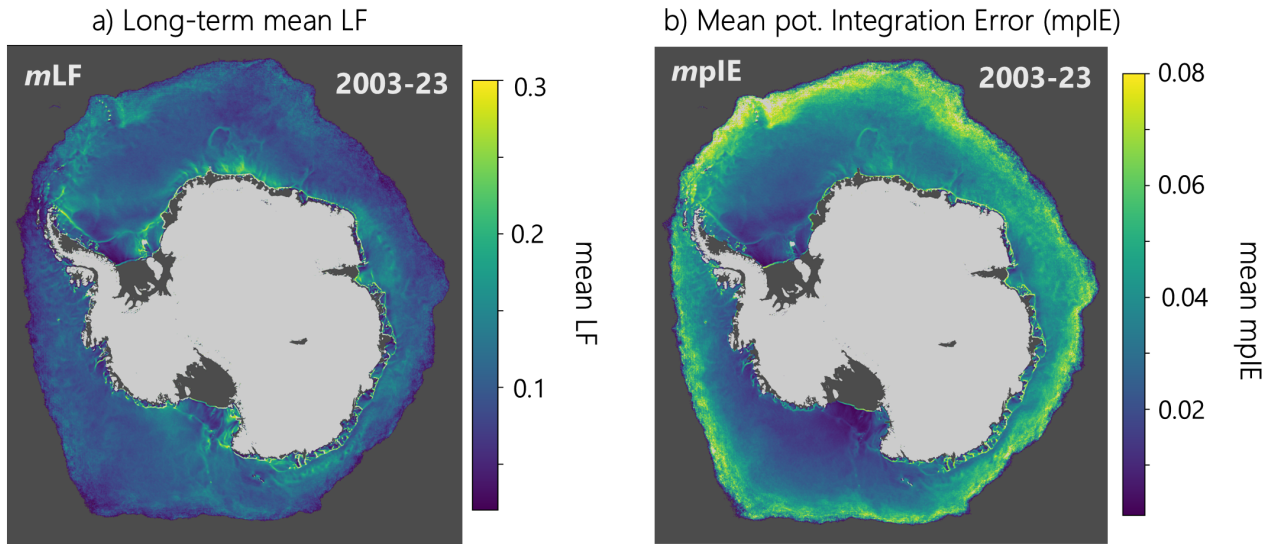 a) Long-term mean LF
mLF
2003-23
0.3
0.2
0.1
mean LF
b) Mean pot. Integration Error (mpIE)
mpIE
2003-23
0.08
0.06
0.04
0.02
mean mpIE